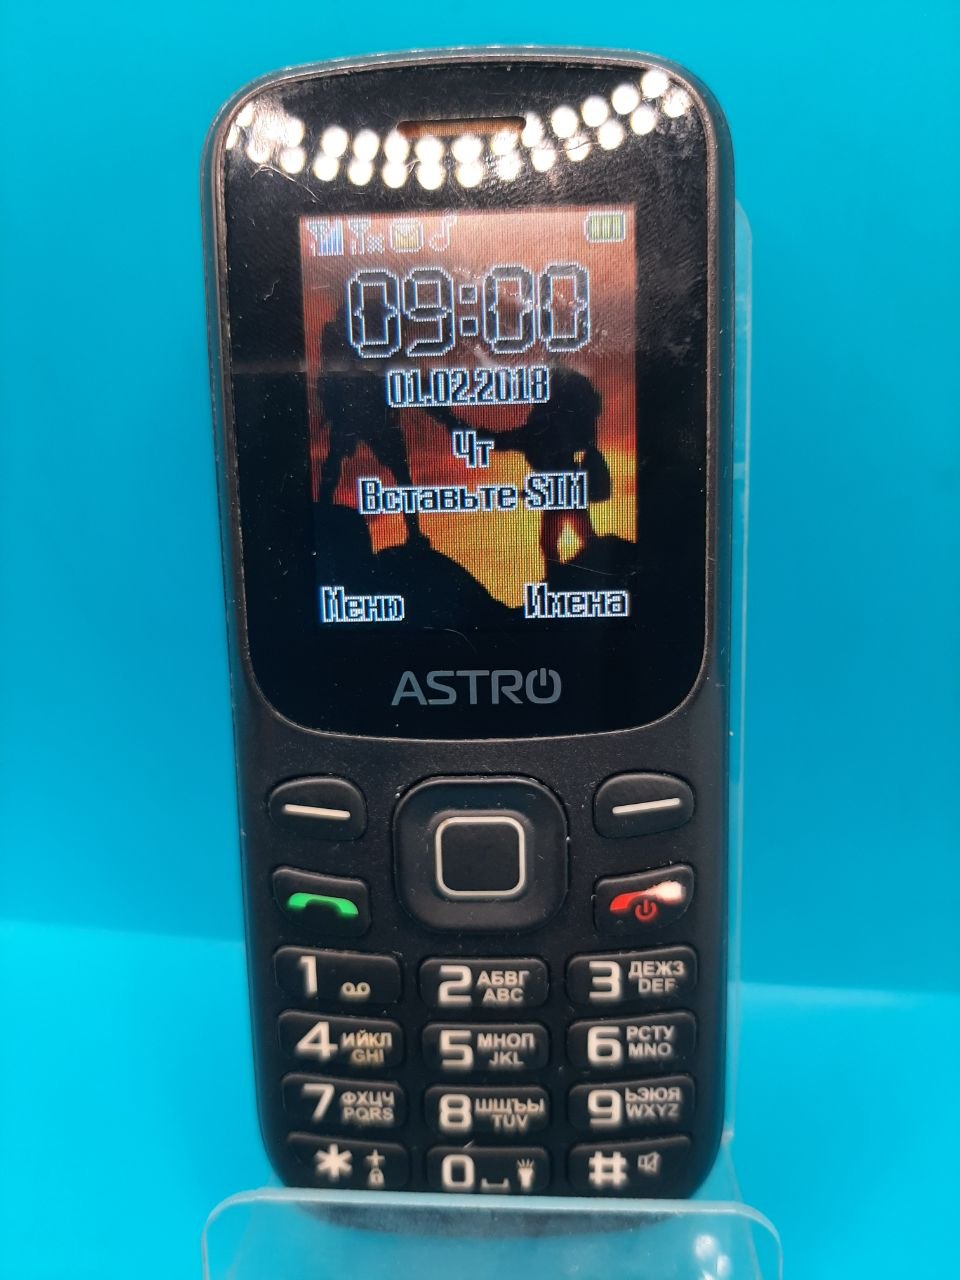 09:00
01.02.2018
Чт
Вставьте SIM
Меню Имена
ASTRO
1 2 АБВГ ABC 3 ДЕЖЗ DEF
4 ИЙКЛ GHI 5 МНОП JKL 6 РСТУ MNO
7 ФХЦЧ PQRS 8 ШЩЪЫ TUV 9 ЬЭЮЯ WXYZ
* + 0 #